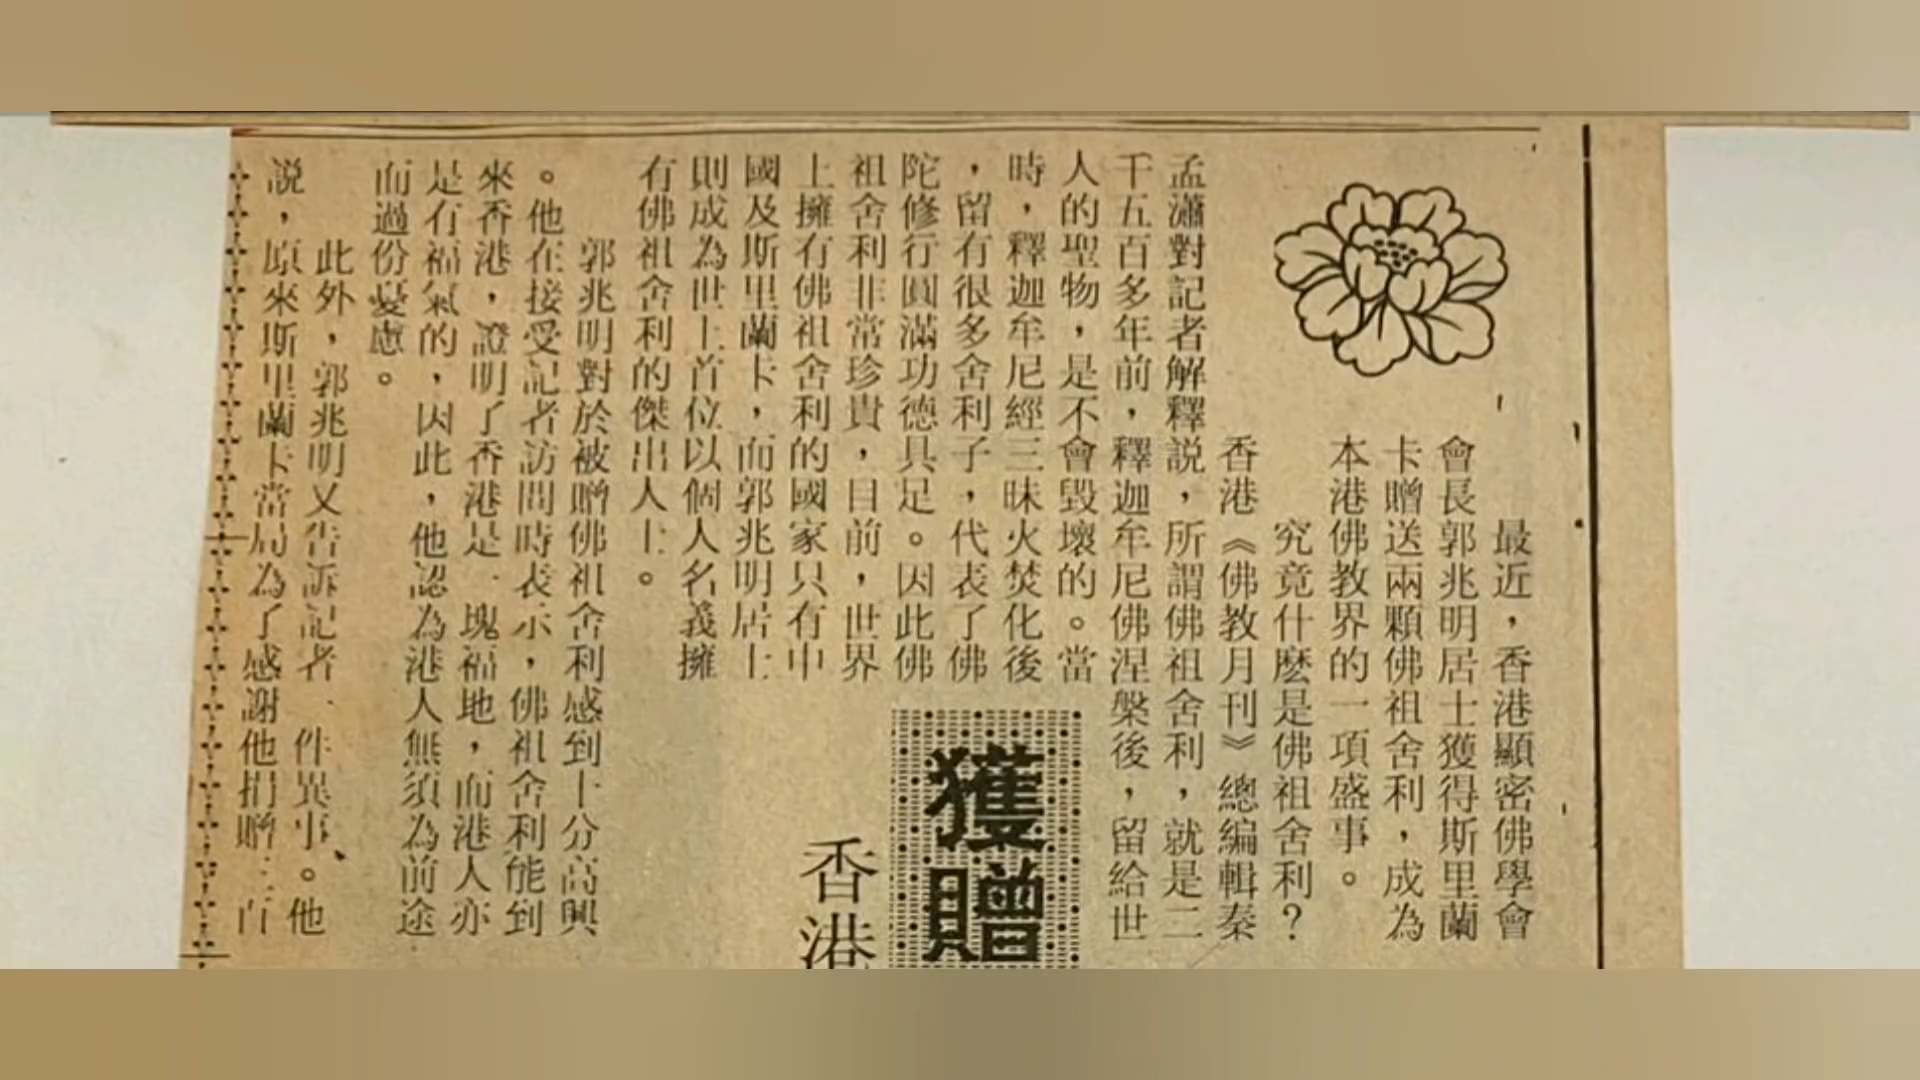 最近，香港顯密佛學會
會長郭兆明居士獲得斯里蘭
卡贈送兩顆佛祖舍利，成為
本港佛教界的一項盛事。
究竟什麽是佛祖舍利？
香港《佛教月刊》總編輯秦
孟瀟對記者解釋説，所謂佛祖舍利，就是二
千五百多年前，釋迦牟尼佛涅槃後，留給世
人的聖物，是不會毀壞的。當
時，釋迦牟尼經三昧火焚化後
，留有很多舍利子，代表了佛
陀修行圓滿功德具足。因此佛
祖舍利非常珍貴，目前，世界
上擁有佛祖舍利的國家只有中
國及斯里蘭卡，而郭兆明居士
則成為世上首位以個人名義擁
有佛祖舍利的傑出人士。
獲贈
香港
郭兆明對於被贈佛祖舍利感到十分高興
。他在接受記者訪問時表示，佛祖舍利能到
來香港，證明了香港是一塊福地，而港人亦
是有福氣的，因此，他認為港人無須為前途
而過份憂慮。
此外，郭兆明又告訴記者一件異事。他
説，原來斯里蘭卡當局為了感謝他捐贈三百